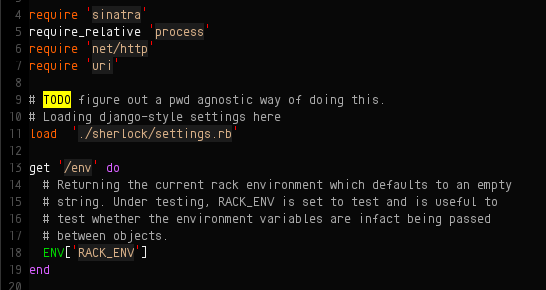 4 require 'sinatra'
5 require_relative 'process'
6 require 'net/http'
7 require 'uri'
8
9 # TODO figure out a pwd agnostic way of doing this.
10 # Loading django-style settings here
11 load  './sherlock/settings.rb'
12
13 get '/env' do
14   # Returning the current rack environment which defaults to an empty
15   # string. Under testing, RACK_ENV is set to test and is useful to
16   # test whether the environment variables are infact being passed
17   # between objects.
18   ENV['RACK_ENV']
19 end
20